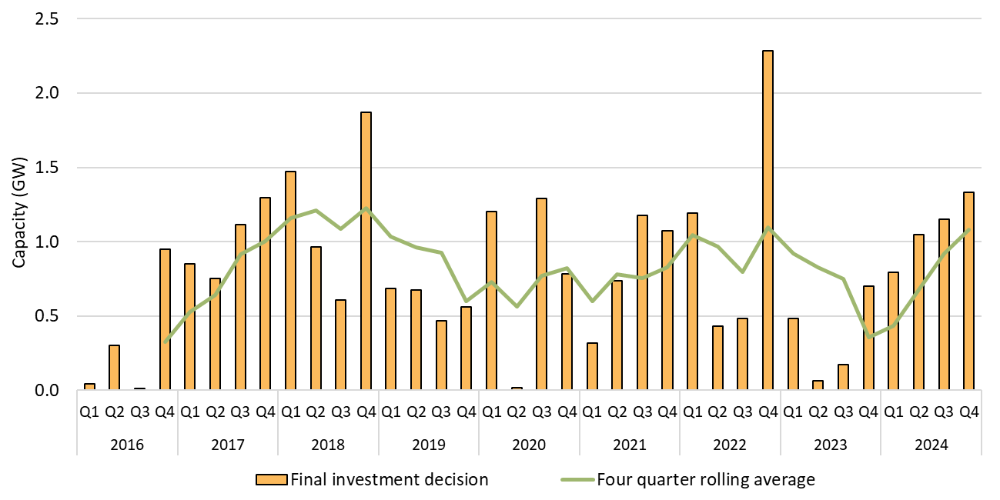 2.5
2.0
1.5
1.0
0.5
0.0
Capacity (GW)
Q1 Q2 Q3 Q4 Q1 Q2 Q3 Q4 Q1 Q2 Q3 Q4 Q1 Q2 Q3 Q4 Q1 Q2 Q3 Q4 Q1 Q2 Q3 Q4 Q1 Q2 Q3 Q4 Q1 Q2 Q3 Q4 Q1 Q2 Q3 Q4
2016 2017 2018 2019 2020 2021 2022 2023 2024
Final investment decision Four quarter rolling average